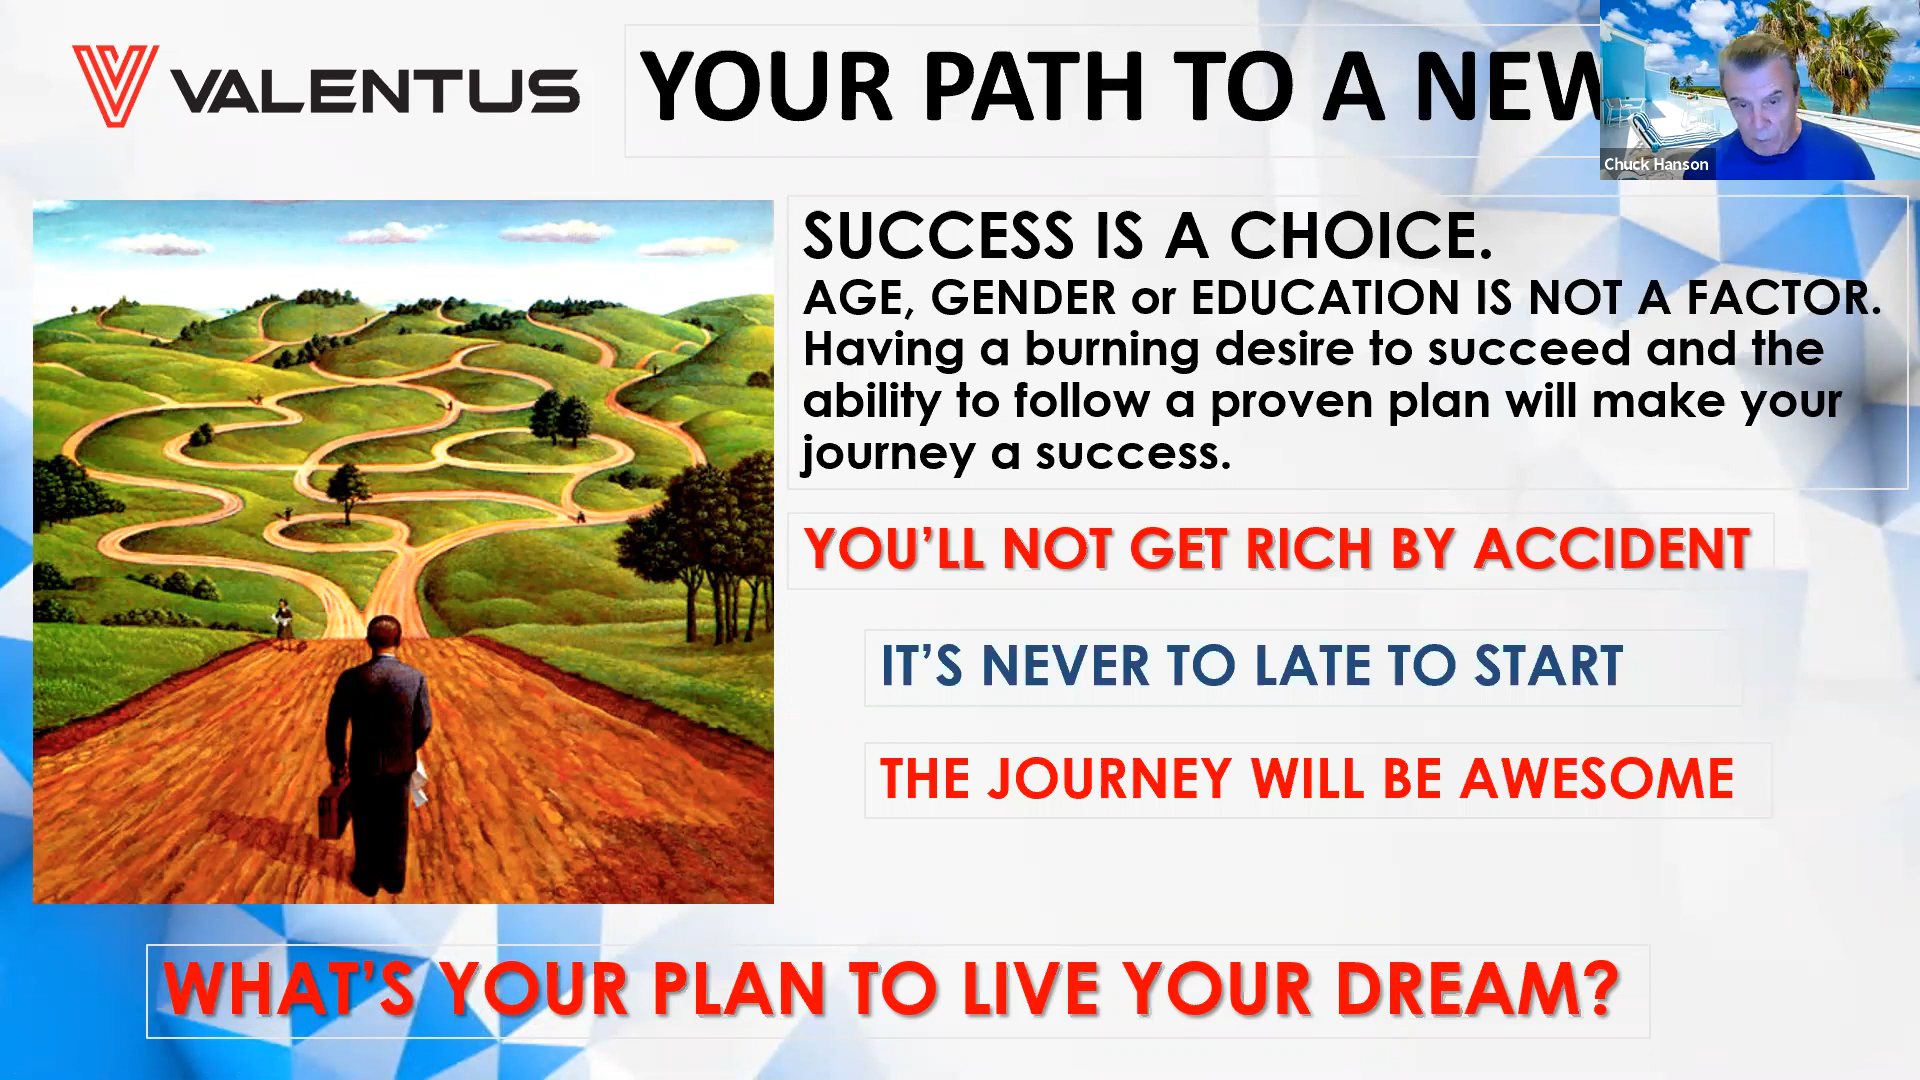 VALENTUS
YOUR PATH TO A NEW
Chuck Hanson
SUCCESS IS A CHOICE.
AGE, GENDER or EDUCATION IS NOT A FACTOR.
Having a burning desire to succeed and the
ability to follow a proven plan will make your
journey a success.
YOU'LL NOT GET RICH BY ACCIDENT
IT'S NEVER TO LATE TO START
THE JOURNEY WILL BE AWESOME
WHAT'S YOUR PLAN TO LIVE YOUR DREAM?